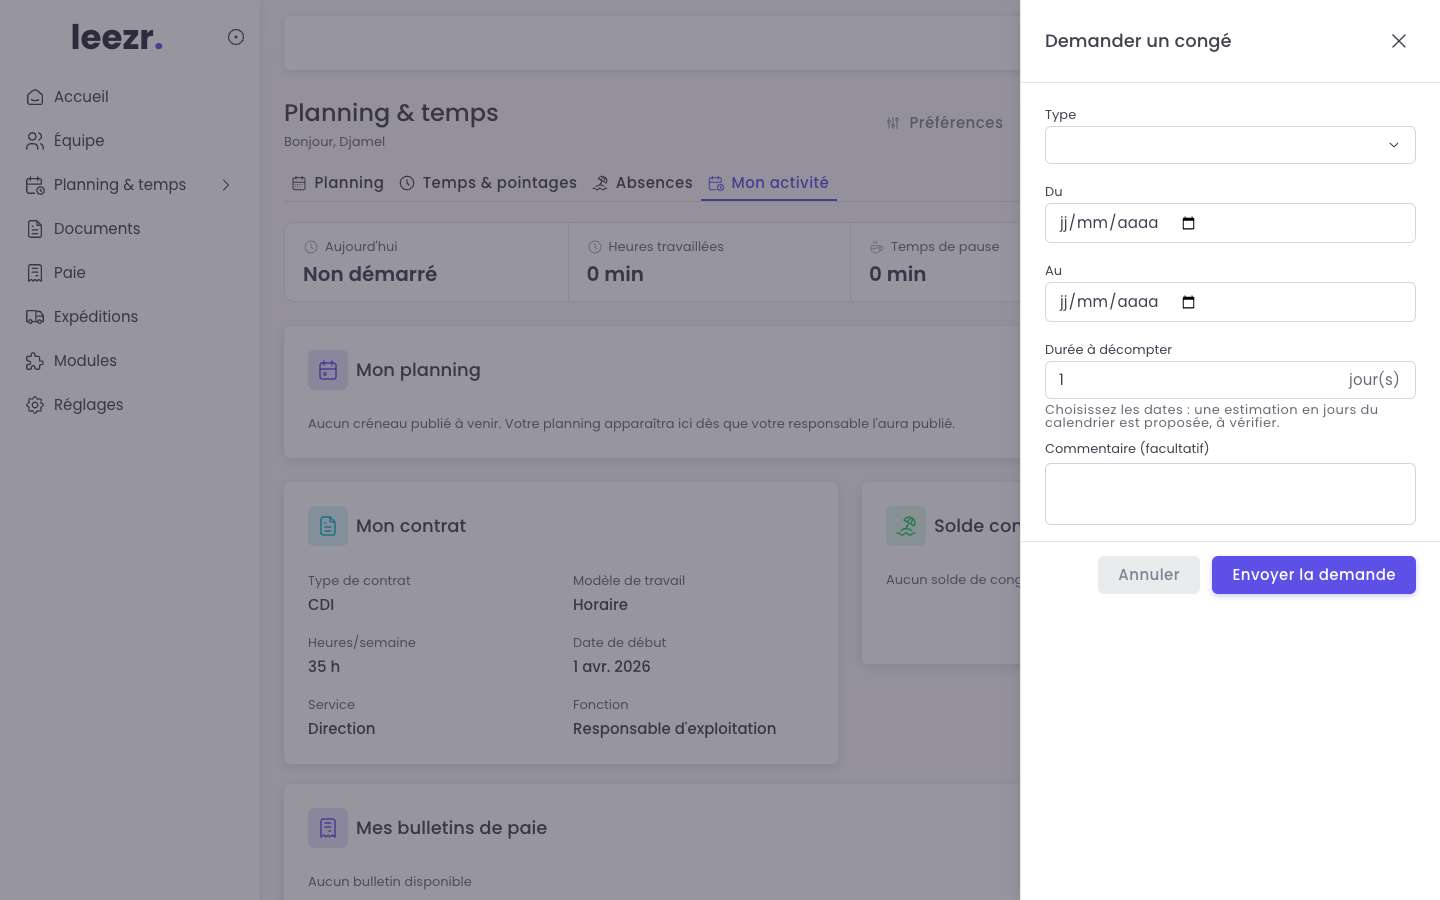 leezr.
Accueil
Équipe
Planning & temps
Documents
Paie
Expéditions
Modules
Réglages
Planning & temps
Bonjour, Djamel
Préférences
Planning
Temps & pointages
Absences
Mon activité
Aujourd'hui
Non démarré
Heures travaillées
0 min
Temps de pause
0 min
Mon planning
Aucun créneau publié à venir. Votre planning apparaîtra ici dès que votre responsable l'aura publié.
Mon contrat
Type de contrat
CDI
Modèle de travail
Horaire
Heures/semaine
35 h
Date de début
1 avr. 2026
Service
Direction
Fonction
Responsable d'exploitation
Solde con
Aucun solde de cong
Mes bulletins de paie
Aucun bulletin disponible
Demander un congé
Type
Du
jj/mm/aaaa
Au
jj/mm/aaaa
Durée à décompter
1 jour(s)
Choisissez les dates : une estimation en jours du
calendrier est proposée, à vérifier.
Commentaire (facultatif)
Annuler
Envoyer la demande